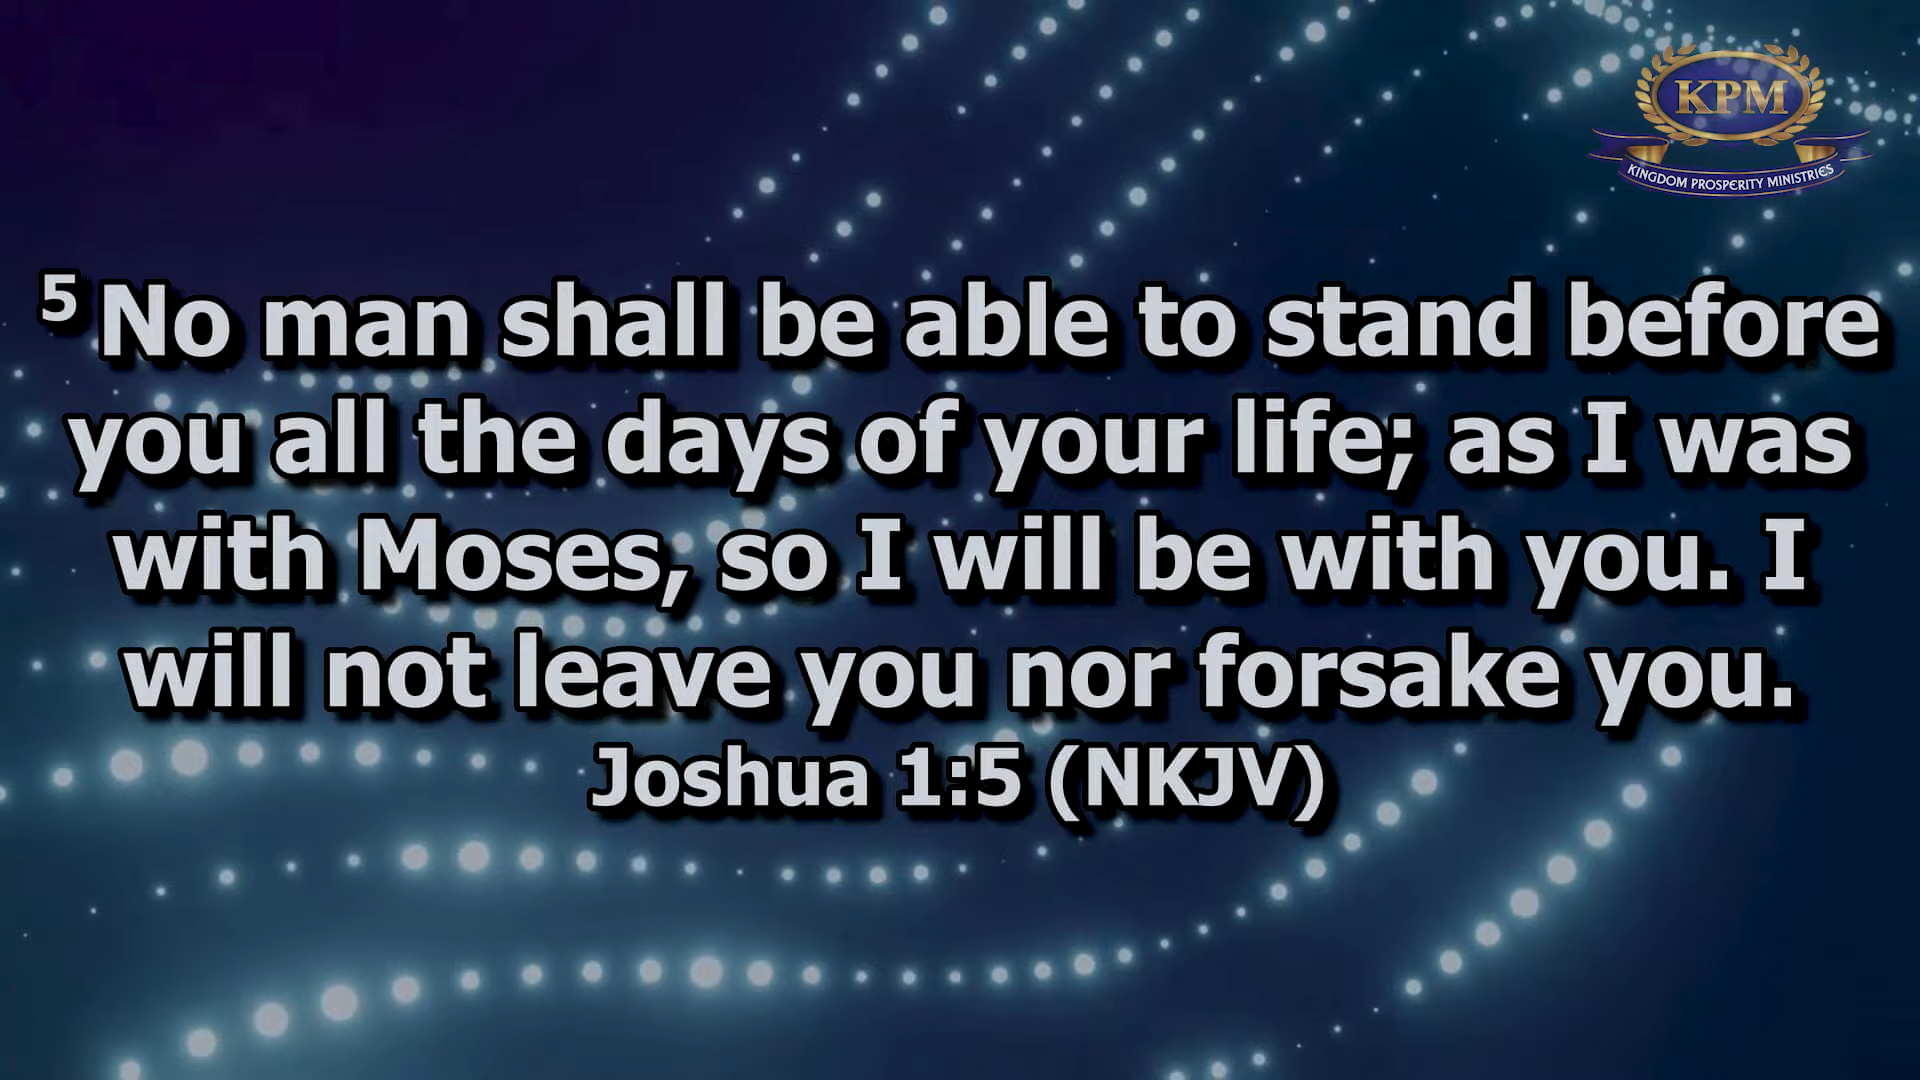 KPM
KINGDOM PROSPERITY MINISTRIES
5 No man shall be able to stand before
you all the days of your life; as I was
with Moses, so I will be with you. I
will not leave you nor forsake you.
Joshua 1:5 (NKJV)